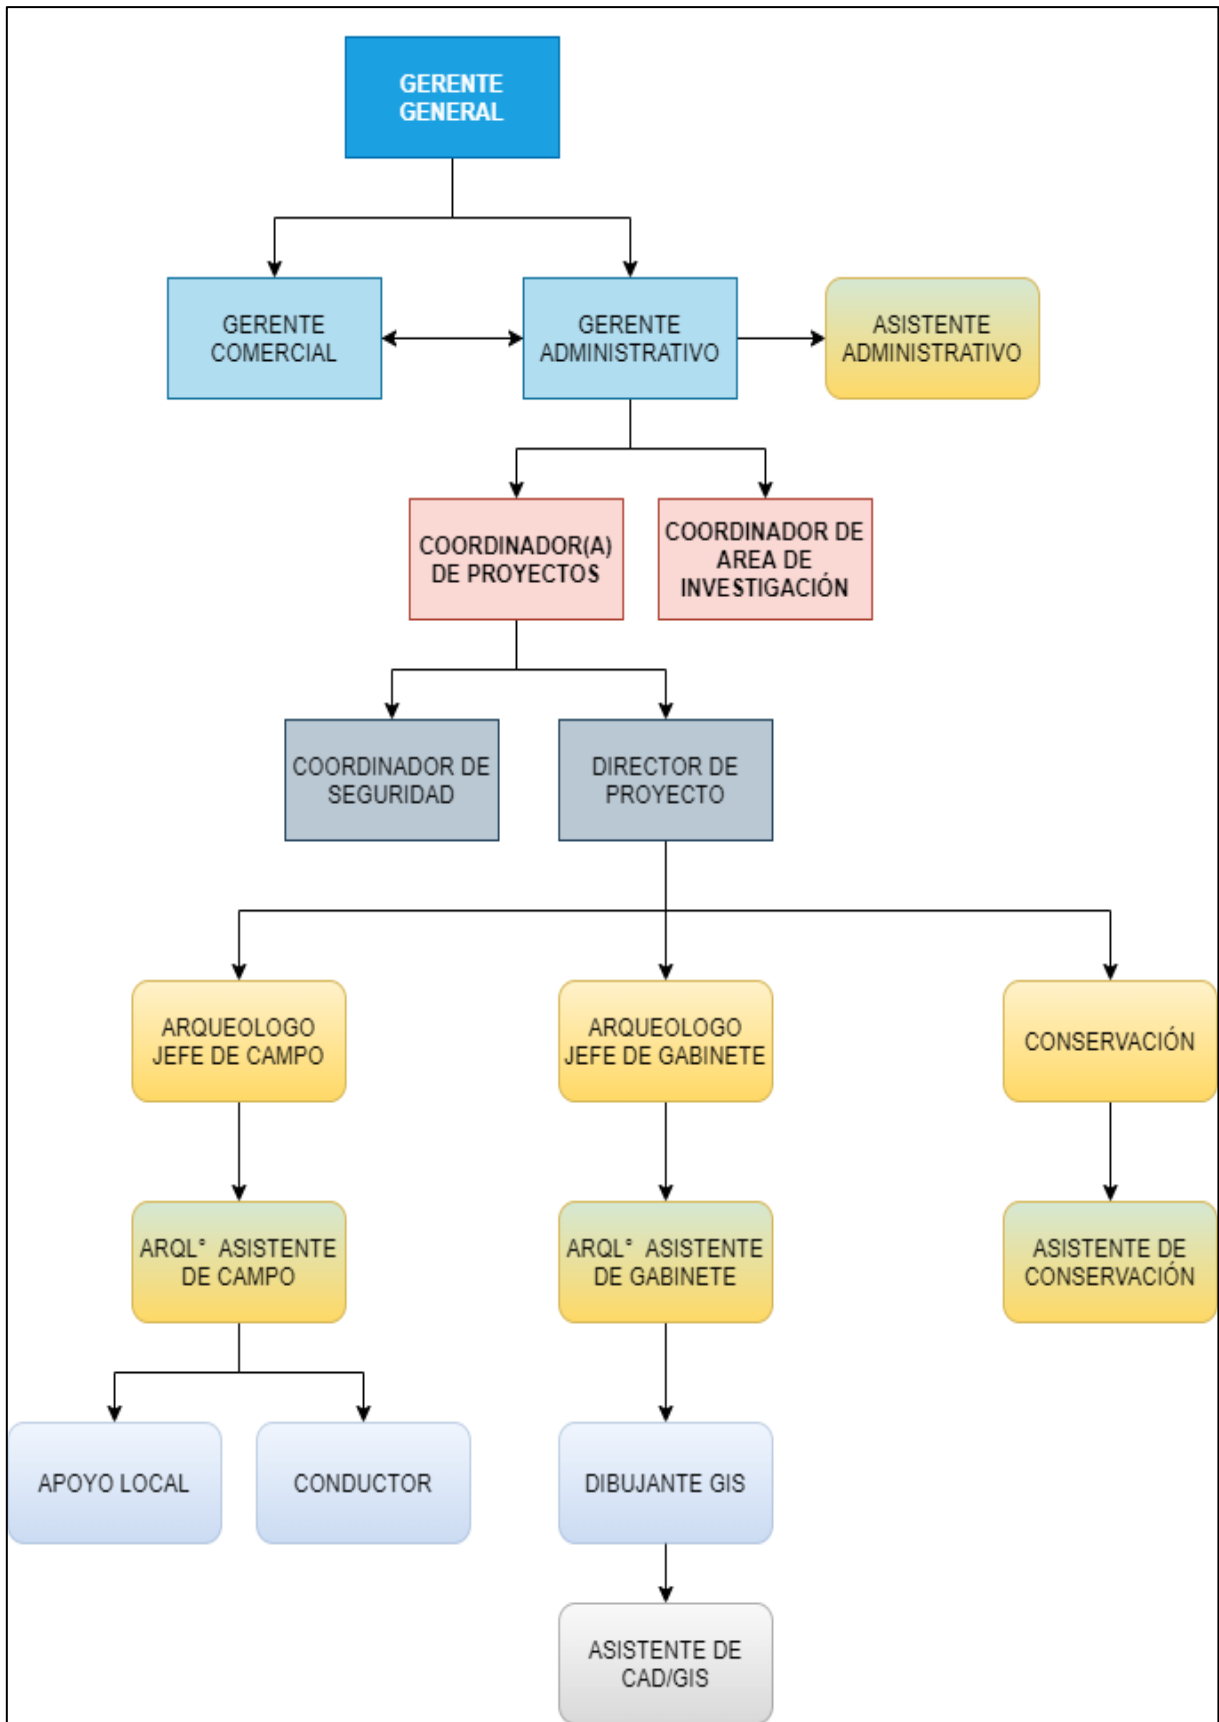 GERENTE
GENERAL
GERENTE
COMERCIAL
GERENTE
ADMINISTRATIVO
ASISTENTE
ADMINISTRATIVO
COORDINADOR(A)
DE PROYECTOS
COORDINADOR DE
AREA DE
INVESTIGACIÓN
COORDINADOR DE
SEGURIDAD
DIRECTOR DE
PROYECTO
ARQUEOLOGO
JEFE DE CAMPO
ARQUEOLOGO
JEFE DE GABINETE
CONSERVACIÓN
ARQL° ASISTENTE
DE CAMPO
ARQL° ASISTENTE
DE GABINETE
ASISTENTE DE
CONSERVACIÓN
APOYO LOCAL
CONDUCTOR
DIBUJANTE GIS
ASISTENTE DE
CAD/GIS